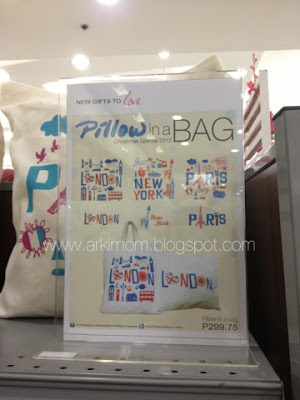 NEW GIFTS TO Love
Pillow in a BAG
Christmas Special 2012
LONDON
NEW YORK
PARIS
LONDON
New York
PARIS
www.arkimom.blogspot.com
LONDON
LONDON
Pillow in a bag
P299.75
P